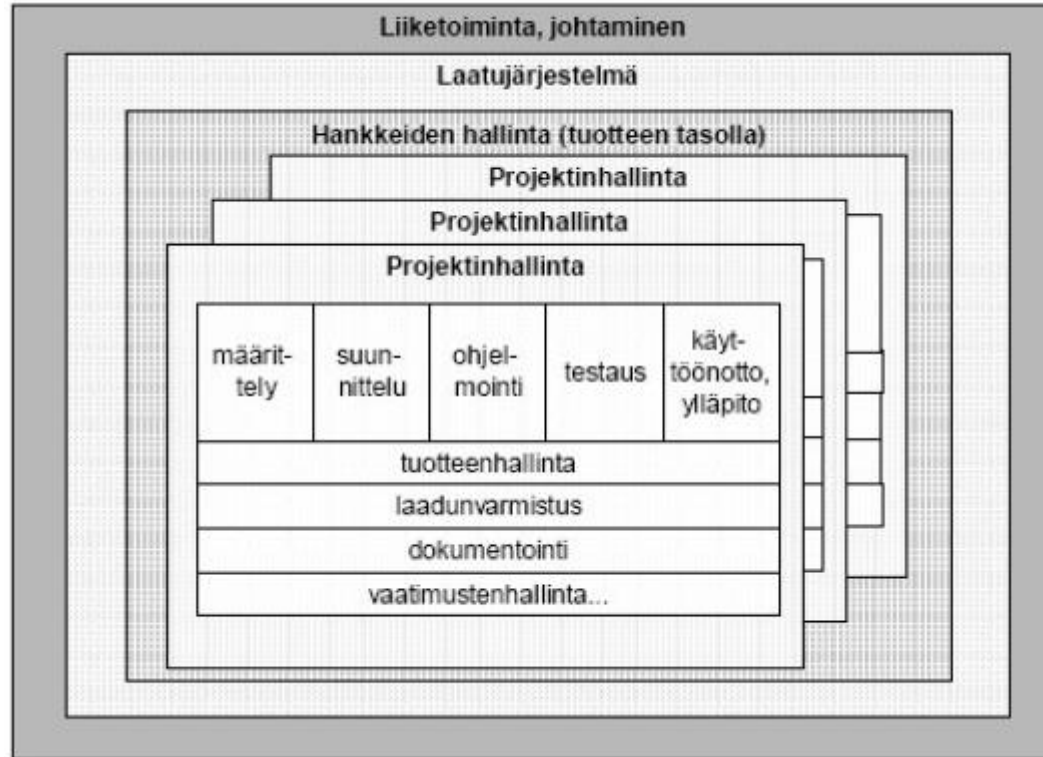 Liiketoiminta, johtaminen
Laatujärjestelmä
Hankkeiden hallinta (tuotteen tasolla)
Projektinhallinta
Projektinhallinta
Projektinhallinta
määrit-
tely
suun-
nittelu
ohjel-
mointi
testaus
käyt-
töönotto,
ylläpito
tuotteenhallinta
laadunvarmistus
dokumentointi
vaatimustenhallinta...